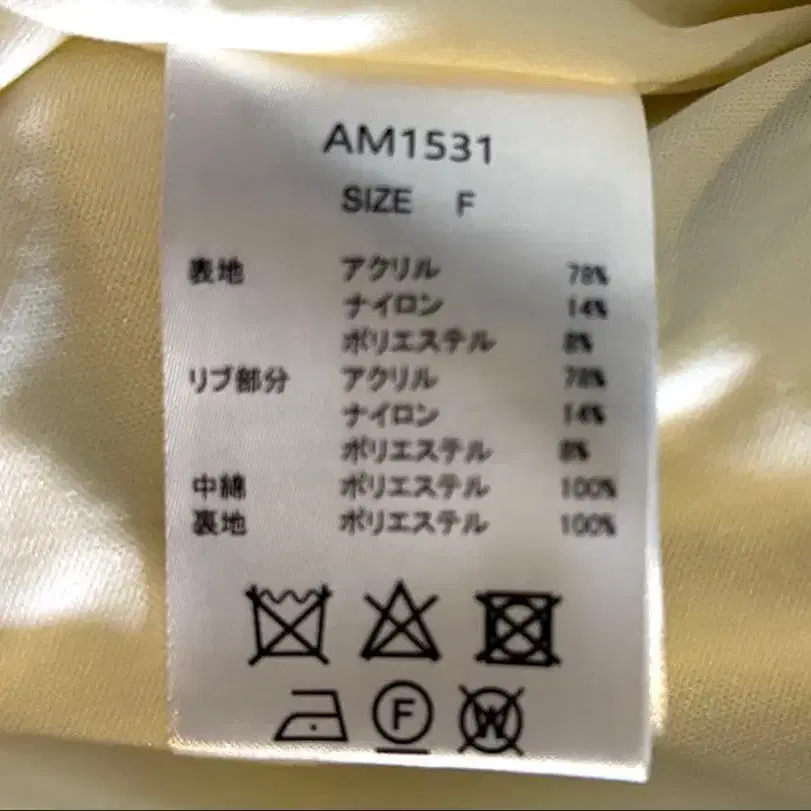 AM1531
SIZE F
表地 アクリル 78%
ナイロン 14%
ポリエステル 8%
リブ部分 アクリル 78%
ナイロン 14%
ポリエステル 8%
中綿 ポリエステル 100%
裏地 ポリエステル 100%
F W